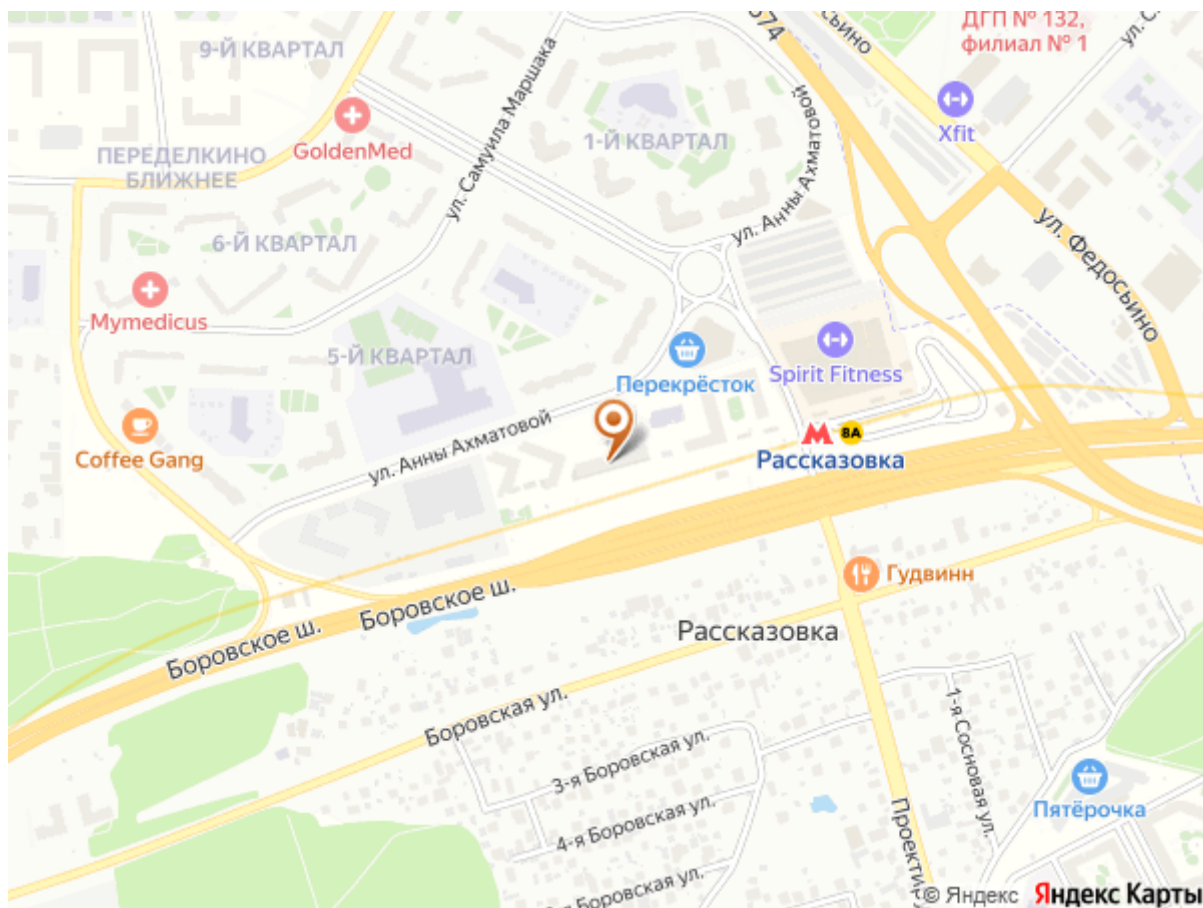 ДГП № 132,
филиал № 1
9-Й КВАРТАЛ
Xfit
GoldenMed
ул. Самуила Маршака
1-Й КВАРТАЛ
ул. Анны Ахматовой
ПЕРЕДЕЛКИНО
БЛИЖНЕЕ
6-Й КВАРТАЛ
ул. Федосьино
Mymedicus
5-Й КВАРТАЛ
Перекрёсток
Spirit Fitness
Coffee Gang
ул. Анны Ахматовой
М 8А
Рассказовка
Гудвинн
Боровское ш.
Боровское ш.
Рассказовка
Боровская ул.
1-я Сосновая ул.
3-я Боровская ул.
Пятёрочка
4-я Боровская ул.
Боровская ул.
© Яндекс Яндекс Карты